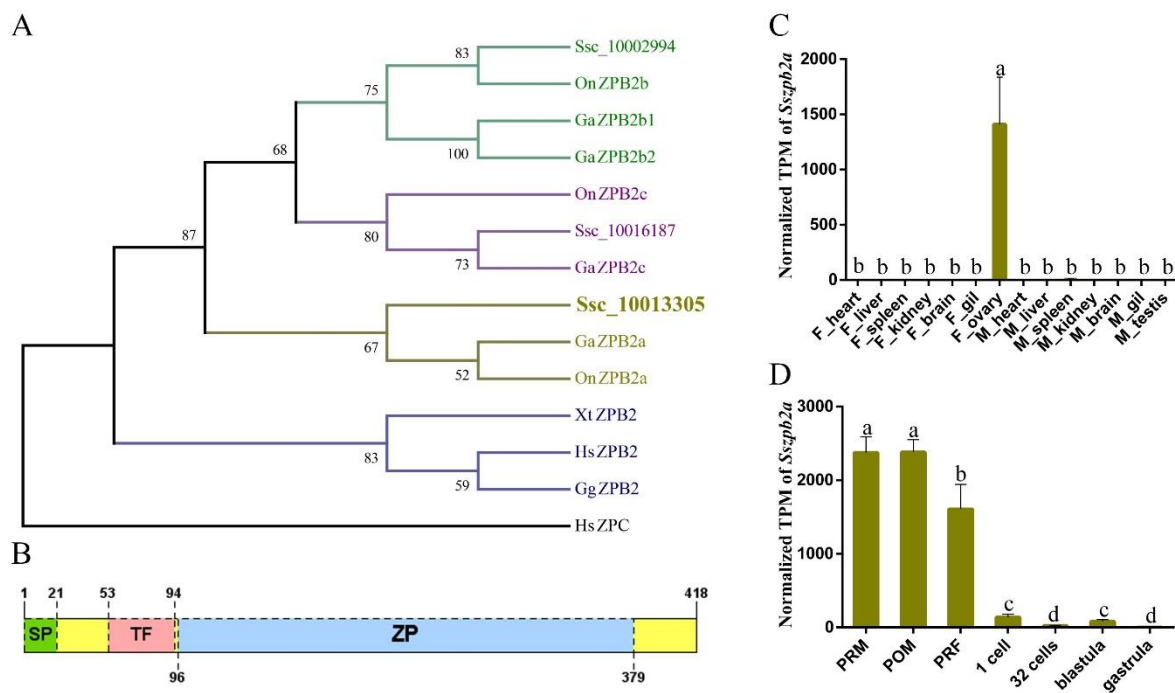 A
Ssc_10002994
83
OnZPB2b
75
GaZPB2b1
100
GaZPB2b2
68
OnZPB2c
80
Ssc_10016187
73
GaZPB2c
87
Ssc_10013305
67
GaZPB2a
52
OnZPB2a
XtZPB2
83
HsZPB2
59
GgZPB2
HsZPC
B
1 21 53 94 418
SP TF ZP
96 379
C
Normalized TPM of Sszpb2a
2000
1500
1000
500
0
b b b b b b a b b b b b b b
F_heart
F_liver
F_spleen
F_kidney
F_brain
F_gil
F_ovary
M_heart
M_liver
M_spleen
M_kidney
M_brain
M_gil
M_testis
D
Normalized TPM of Sszpb2a
3000
2000
1000
0
a a b c d c d
PRM
POM
PRF
1 cell
32 cells
blastula
gastrula